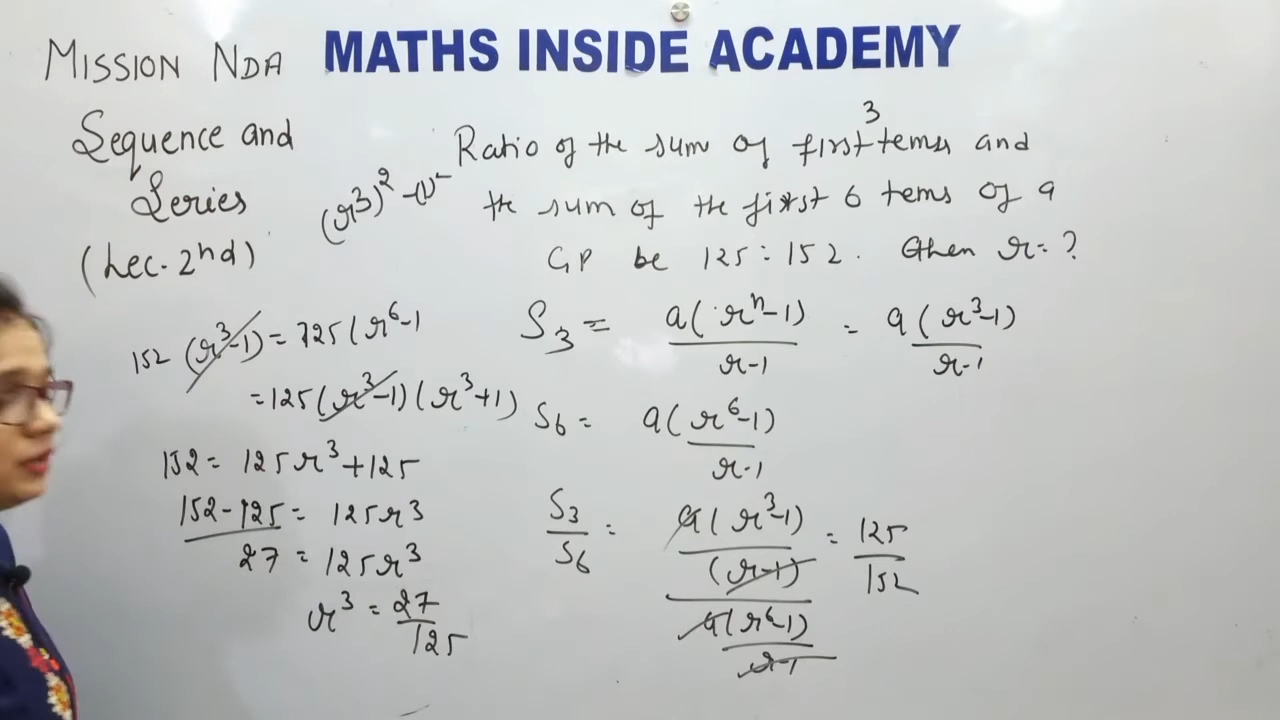 MISSION NDA MATHS INSIDE ACADEMY
Sequence and
Series
(Lec. 2nd)
(r³)² - (1)²
3
Ratio of the sum of first tems and
the sum of the first 6 tems of a
GP be 125 : 152. then r = ?
S₃ = a(rⁿ-1)/r-1 = a(r³-1)/r-1
S₆ = a(r⁶-1)/r-1
S₃/S₆ = a(r³-1)/(r-1) / a(r⁶-1)/r-1 = 125/152
152 (r³-1) = 125(r⁶-1
= 125(r³-1)(r³+1)
152 = 125r³+125
152-125 = 125r³
27 = 125r³
r³ = 27/125